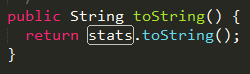 public String toString() {
return stats.toString();
}